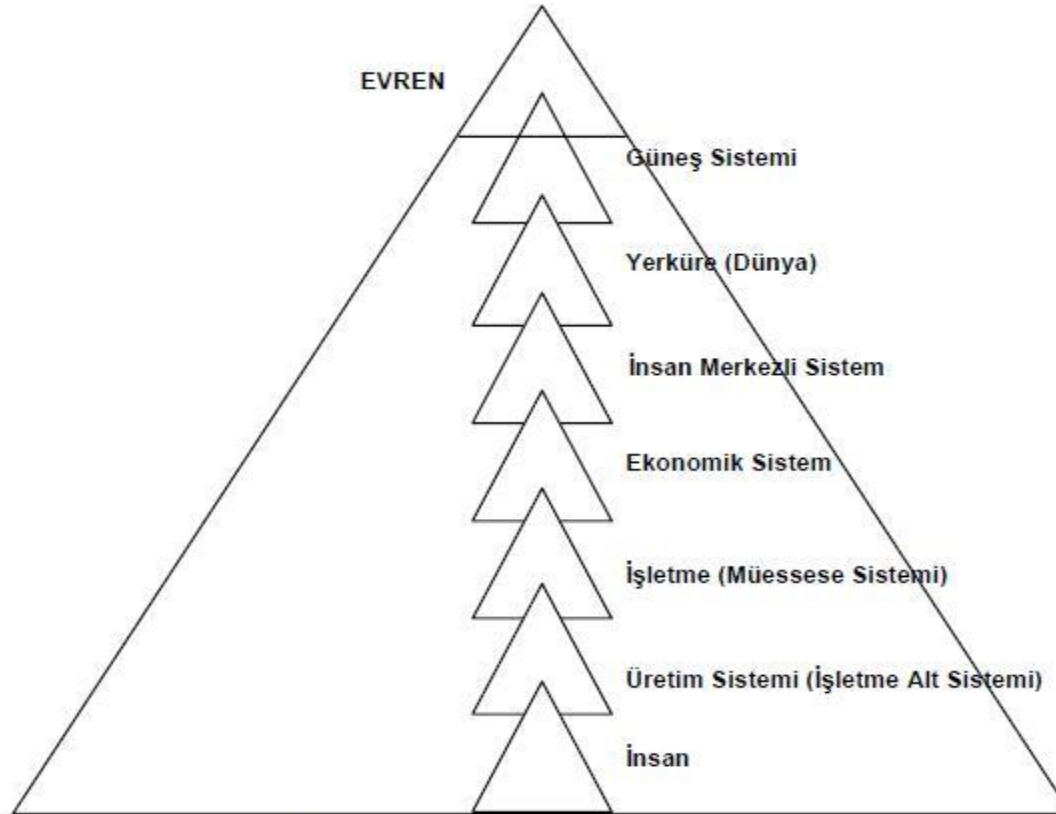 EVREN
Güneş Sistemi
Yerküre (Dünya)
İnsan Merkezli Sistem
Ekonomik Sistem
İşletme (Müessese Sistemi)
Üretim Sistemi (İşletme Alt Sistemi)
İnsan